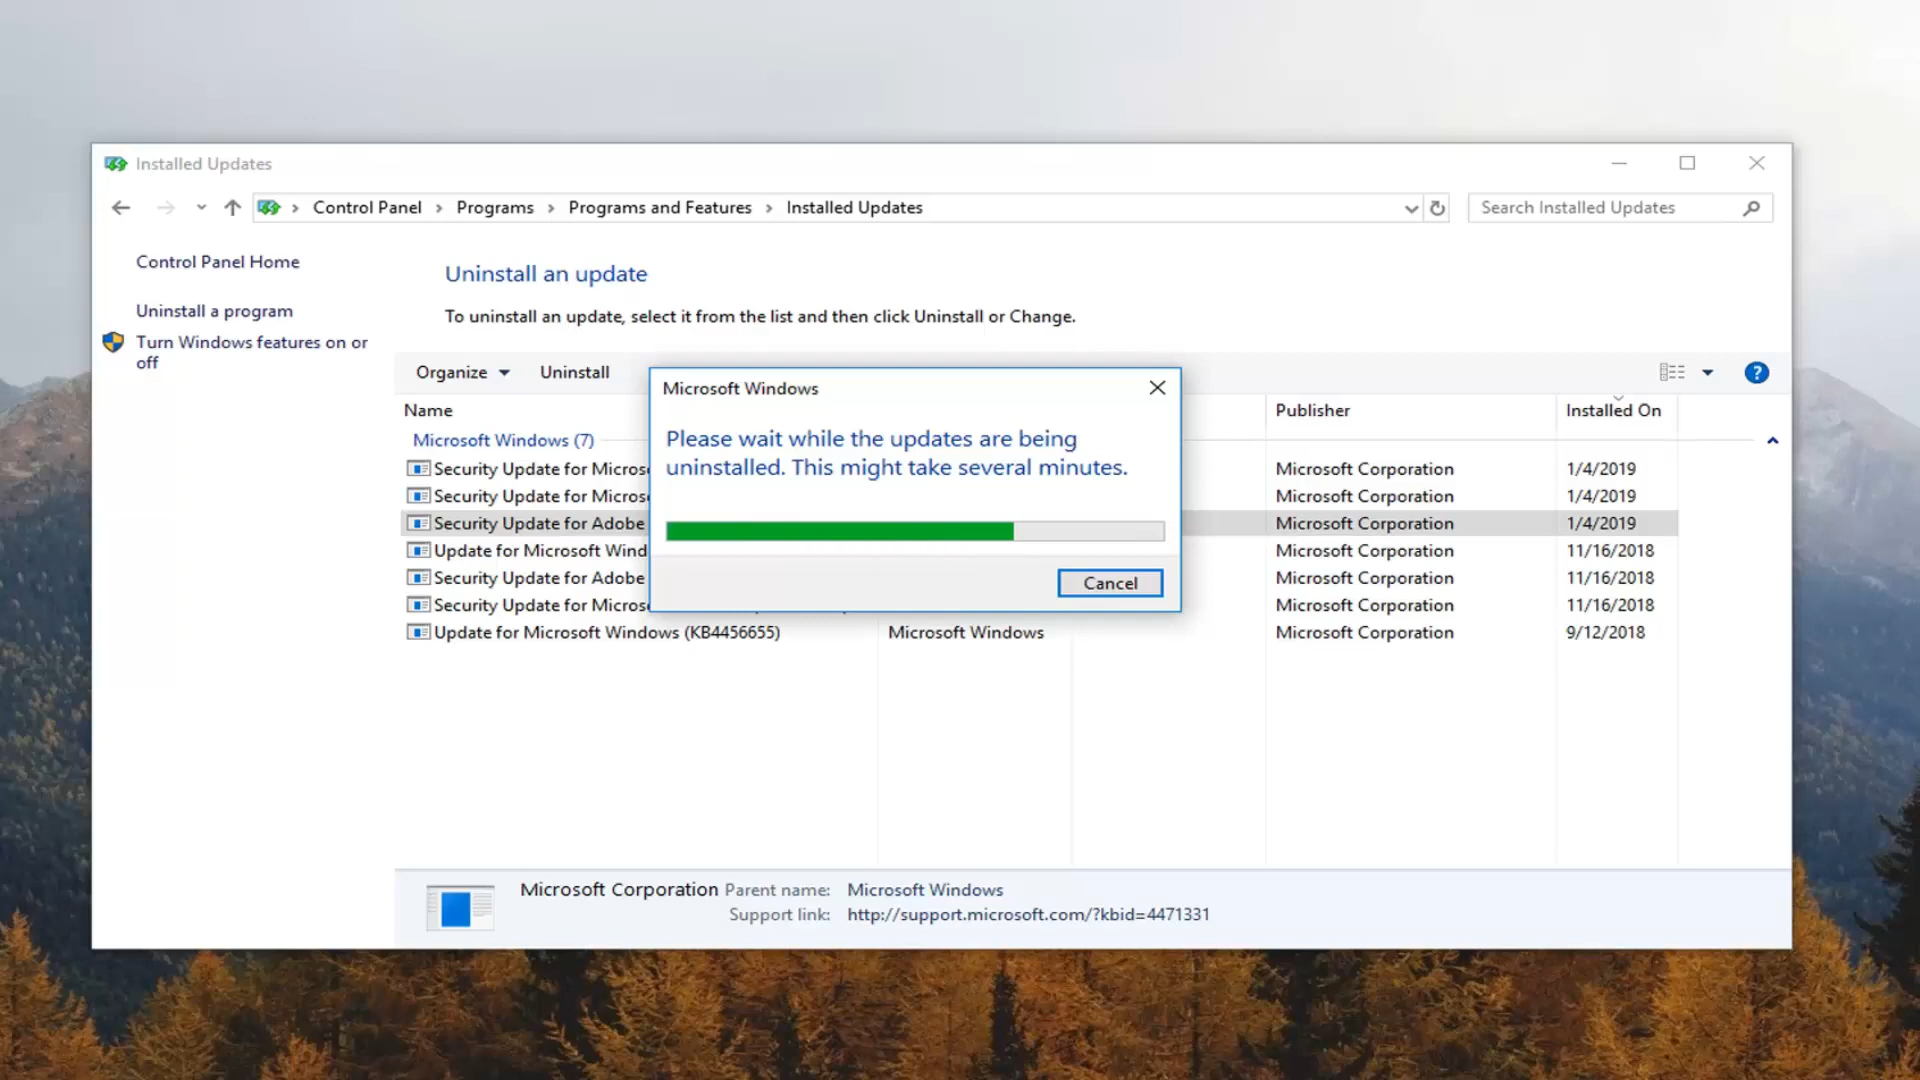 Installed Updates
Control Panel > Programs > Programs and Features > Installed Updates
Search Installed Updates
Control Panel Home
Uninstall a program
Turn Windows features on or
off
Uninstall an update
To uninstall an update, select it from the list and then click Uninstall or Change.
Organize Uninstall
Name Publisher Installed On
Microsoft Windows (7)
Security Update for Micros Microsoft Corporation 1/4/2019
Security Update for Micros Microsoft Corporation 1/4/2019
Security Update for Adobe Microsoft Corporation 1/4/2019
Update for Microsoft Wind Microsoft Corporation 11/16/2018
Security Update for Adobe Microsoft Corporation 11/16/2018
Security Update for Micros Microsoft Corporation 11/16/2018
Update for Microsoft Windows (KB4456655) Microsoft Windows Microsoft Corporation 9/12/2018
Microsoft Windows
Please wait while the updates are being
uninstalled. This might take several minutes.
Cancel
Microsoft Corporation Parent name: Microsoft Windows
Support link: http://support.microsoft.com/?kbid=4471331